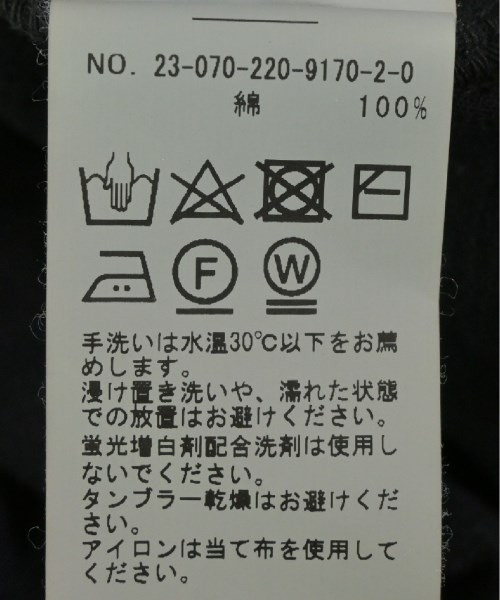 NO. 23-070-220-9170-2-0
綿 100%
F W
手洗いは水温30℃以下をお薦
めします。
浸け置き洗いや、濡れた状態
での放置はお避けください。
蛍光増白剤配合洗剤は使用し
ないでください。
タンブラー乾燥はお避けくだ
さい。
アイロンは当て布を使用して
ください。